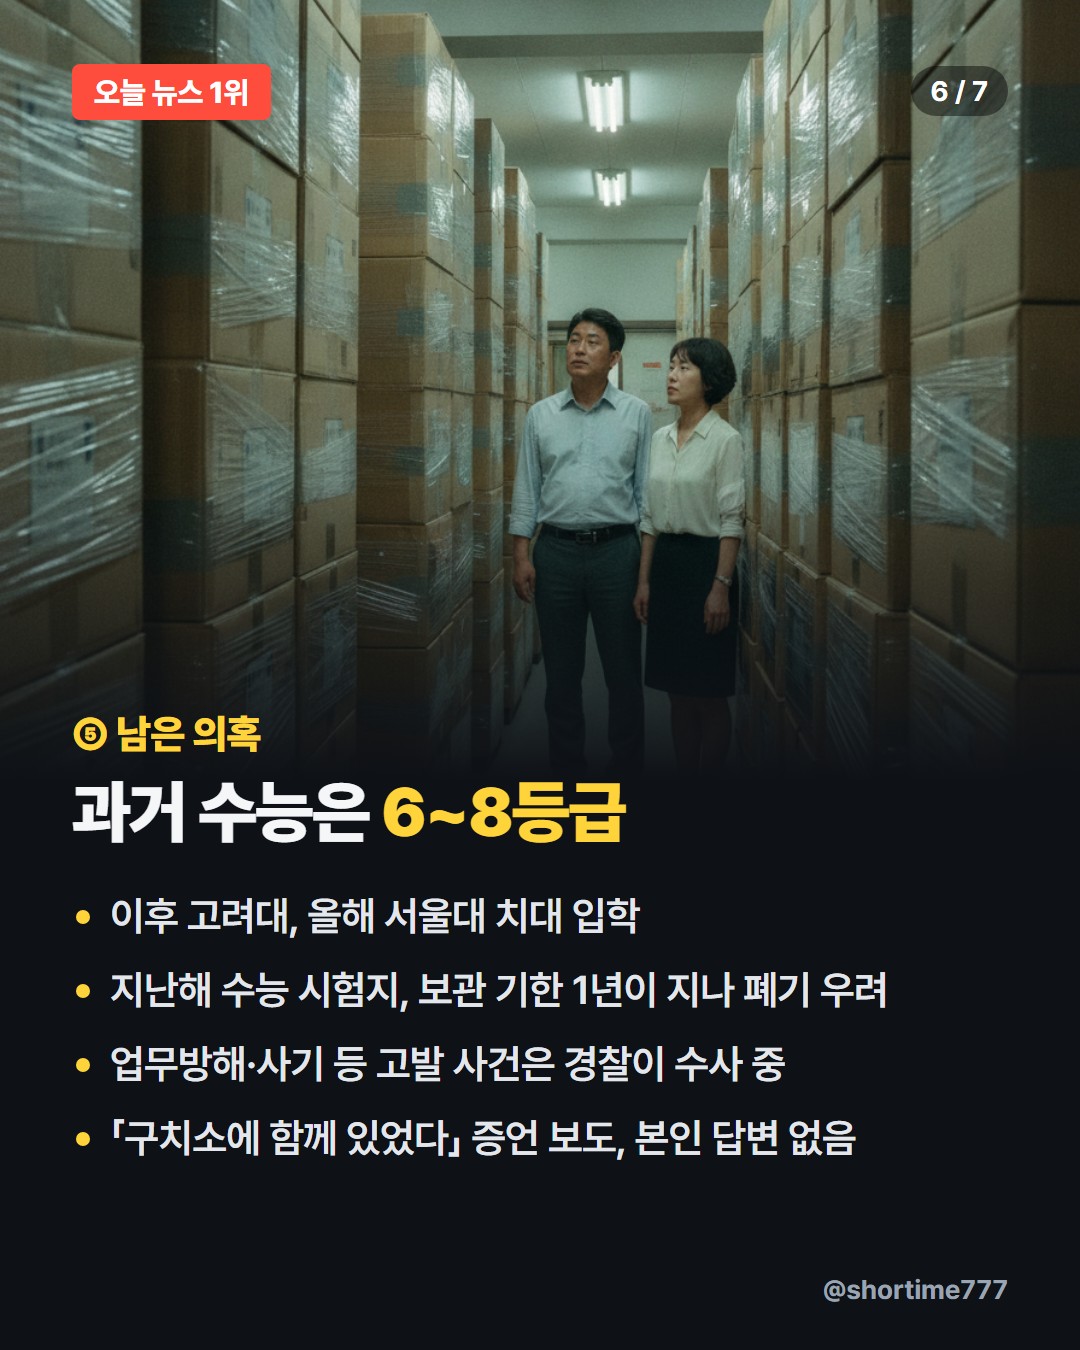 오늘 뉴스 1위
6 / 7
⑤ 남은 의혹
과거 수능은 6~8등급
• 이후 고려대, 올해 서울대 치대 입학
• 지난해 수능 시험지, 보관 기한 1년이 지나 폐기 우려
• 업무방해·사기 등 고발 사건은 경찰이 수사 중
• 「구치소에 함께 있었다」 증언 보도, 본인 답변 없음
@shortime777